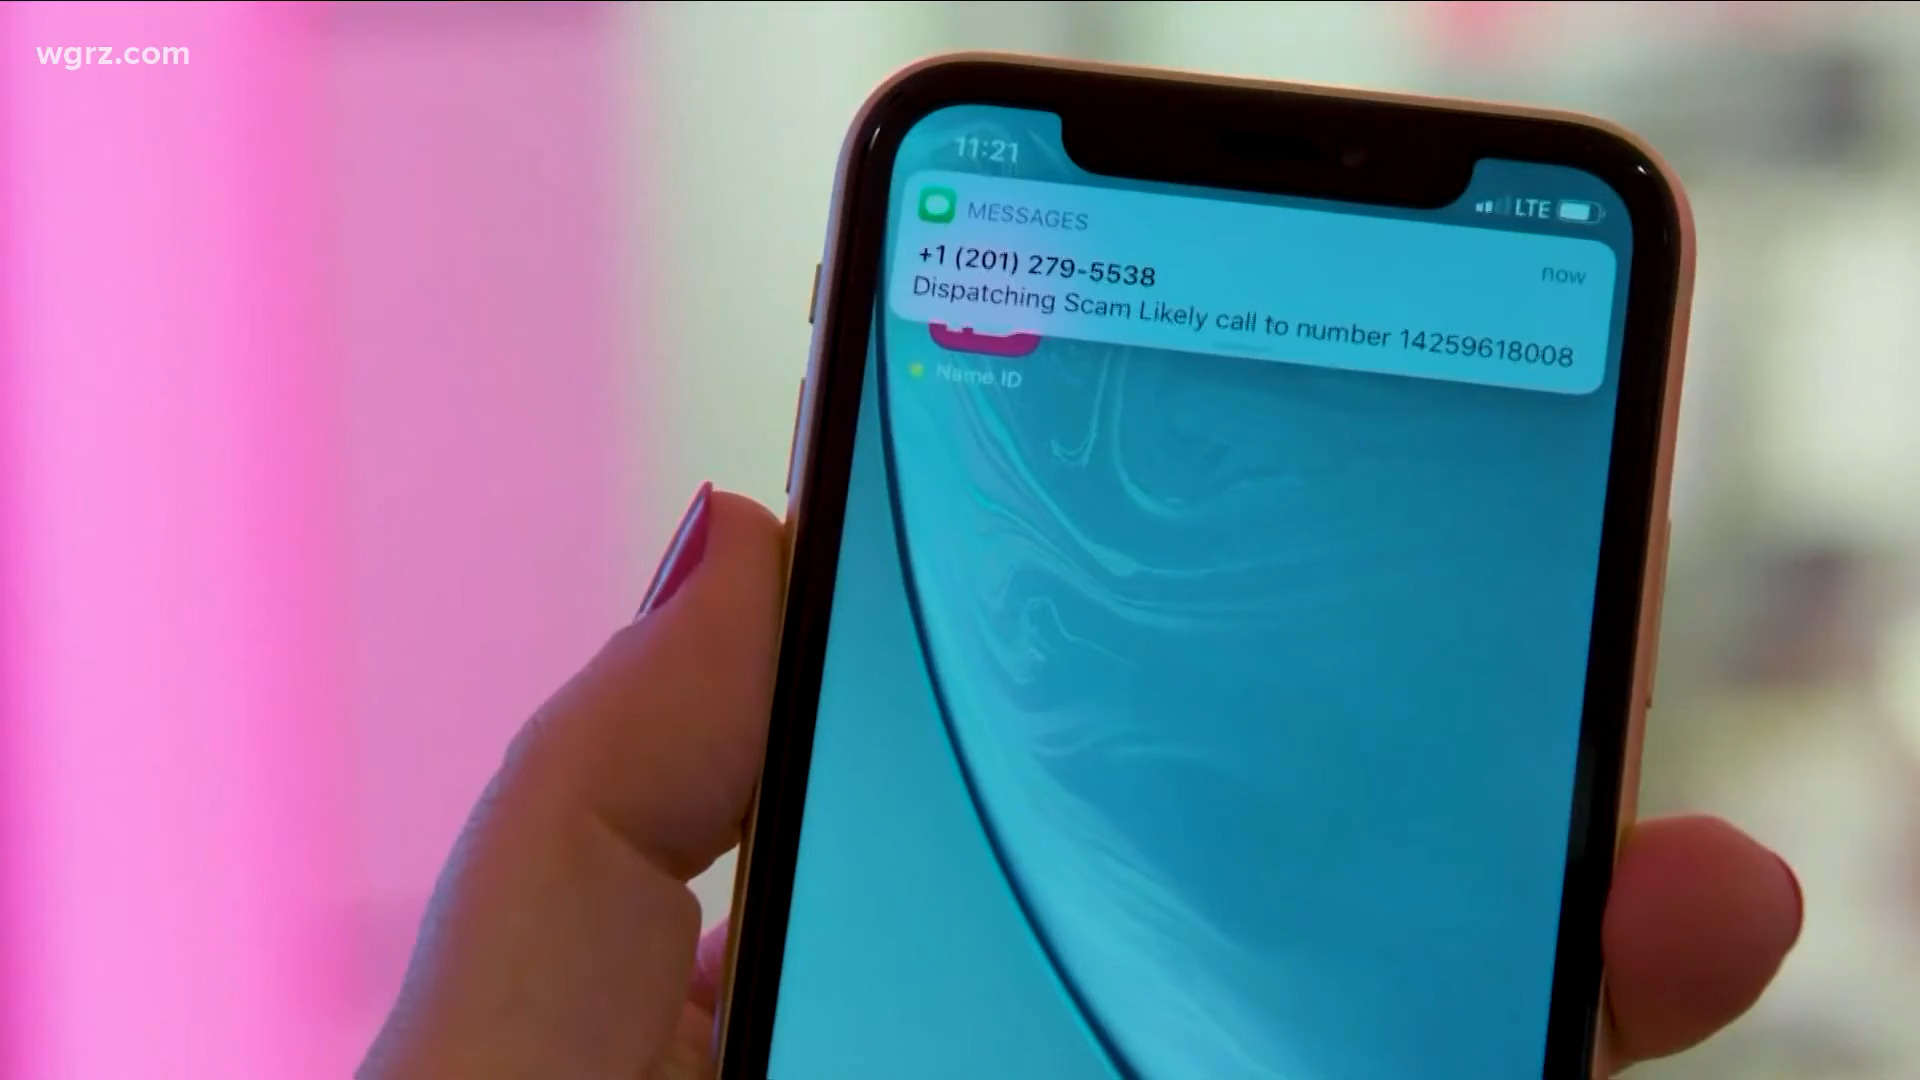 wgrz.com
11:21
LTE
MESSAGES
+1 (201) 279-5538
now
Dispatching Scam Likely call to number 14259618008
Name ID